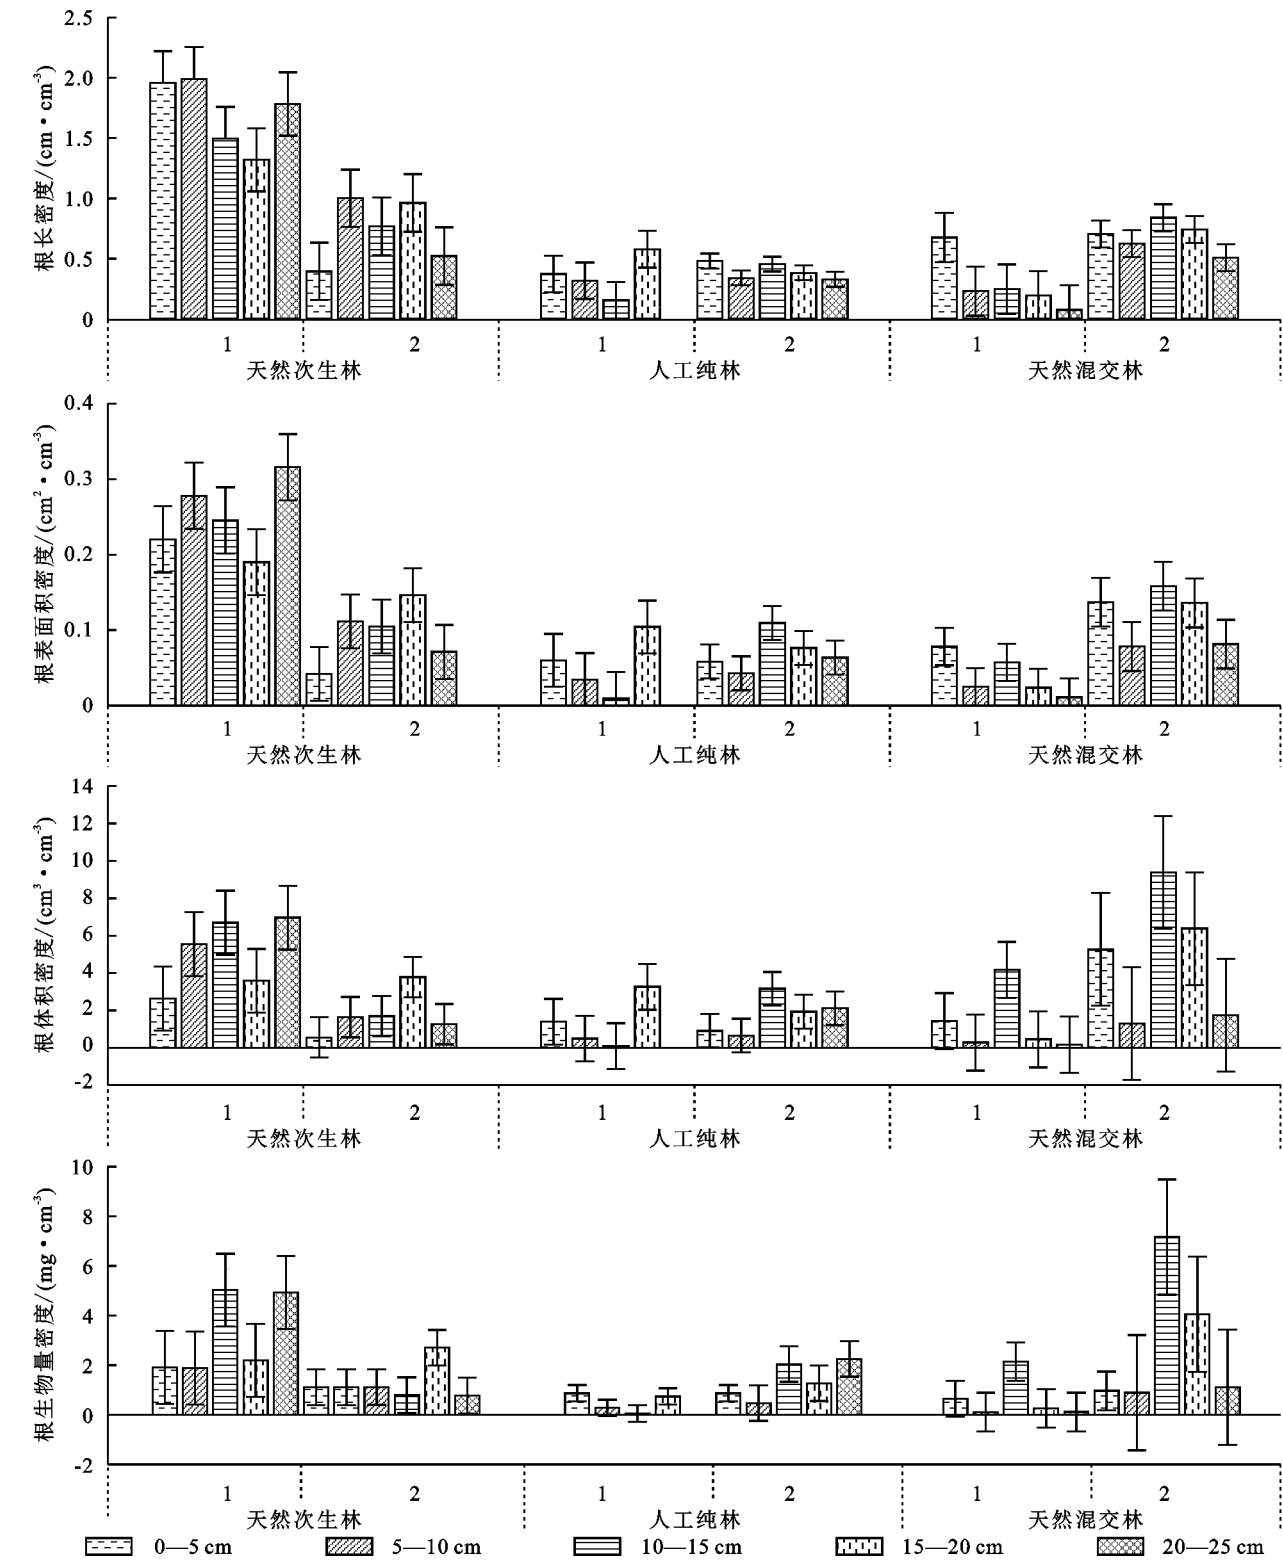 2.5
2.0
1.5
1.0
0.5
0
根长密度/(cm·cm⁻³)
1 2 1 2 1 2
天然次生林 人工纯林 天然混交林
0.4
0.3
0.2
0.1
0
根表面积密度/(cm²·cm⁻³)
1 2 1 2 1 2
天然次生林 人工纯林 天然混交林
14
12
10
8
6
4
2
0
-2
根体积密度/(cm³·cm⁻³)
1 2 1 2 1 2
天然次生林 人工纯林 天然混交林
10
8
6
4
2
0
-2
根生物量密度/(mg·cm⁻³)
1 2 1 2 1 2
天然次生林 人工纯林 天然混交林
0—5 cm 5—10 cm 10—15 cm 15—20 cm 20—25 cm